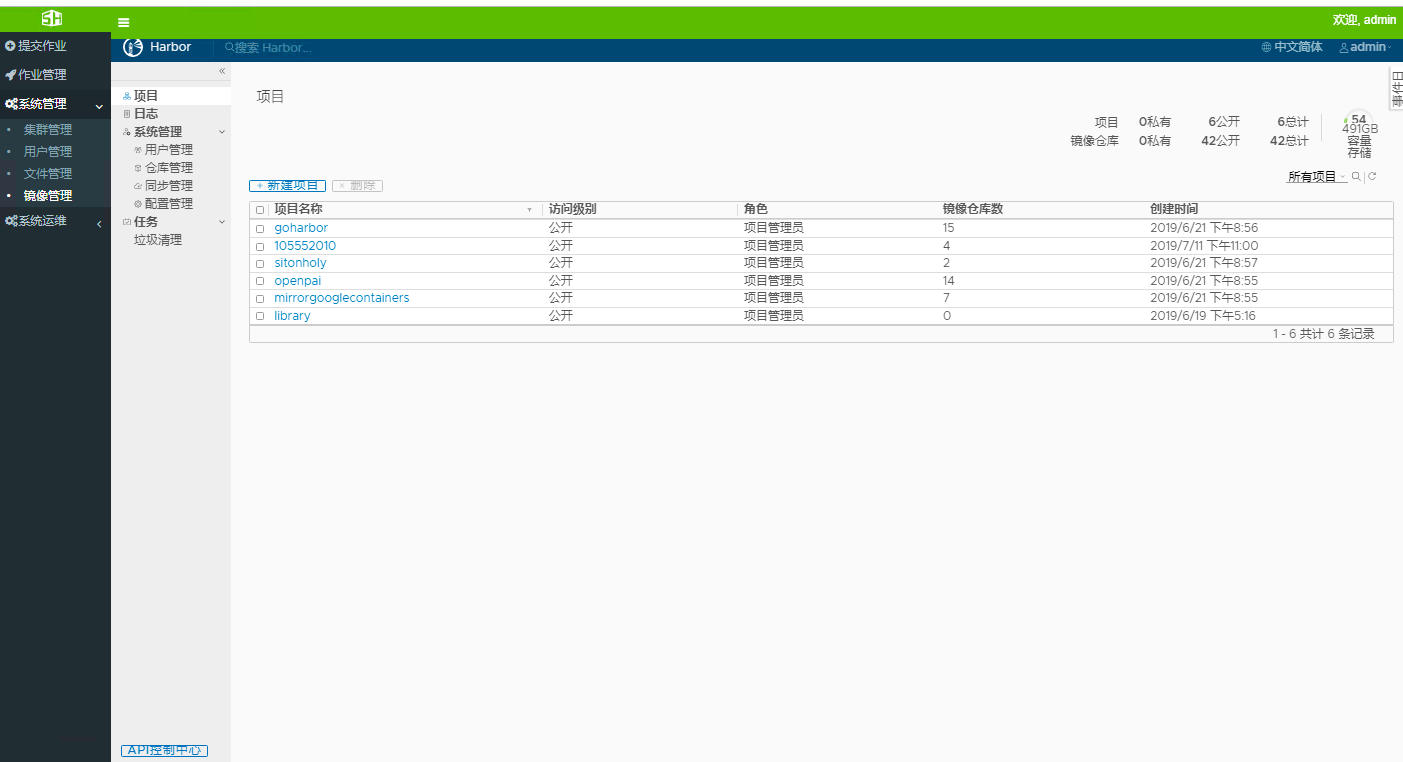 SH
欢迎, admin
提交作业
作业管理
系统管理
集群管理
用户管理
文件管理
镜像管理
系统运维
Harbor
搜索 Harbor...
中文简体
admin
«
项目
日志
系统管理
用户管理
仓库管理
同步管理
配置管理
任务
垃圾清理
API控制中心
项目
事件日
项目 0私有 6公开 6总计
镜像仓库 0私有 42公开 42总计
54
491GB
容量
存储
+ 新建项目 × 删除
所有项目
项目名称 访问级别 角色 镜像仓库数 创建时间
goharbor 公开 项目管理员 15 2019/6/21 下午8:56
105552010 公开 项目管理员 4 2019/7/11 下午11:00
sitonholy 公开 项目管理员 2 2019/6/21 下午8:57
openpai 公开 项目管理员 14 2019/6/21 下午8:55
mirrorgooglecontainers 公开 项目管理员 7 2019/6/21 下午8:55
library 公开 项目管理员 0 2019/6/19 下午5:16
1 - 6 共计 6 条记录